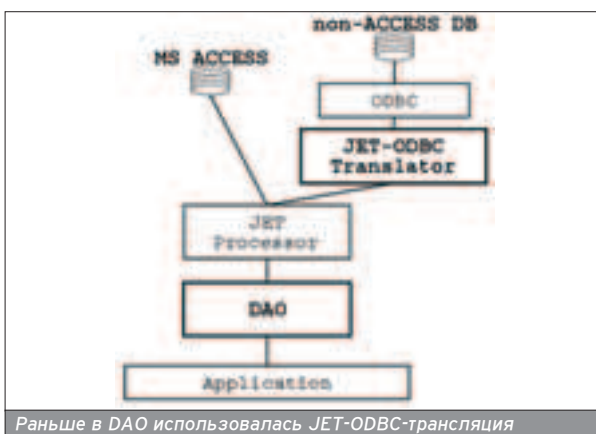 non-ACCESS DB
MS ACCESS
ODBC
JET-ODBC
Translator
JET
Processor
DAO
Application
Раньше в DAO использовалась JET-ODBC-трансляция